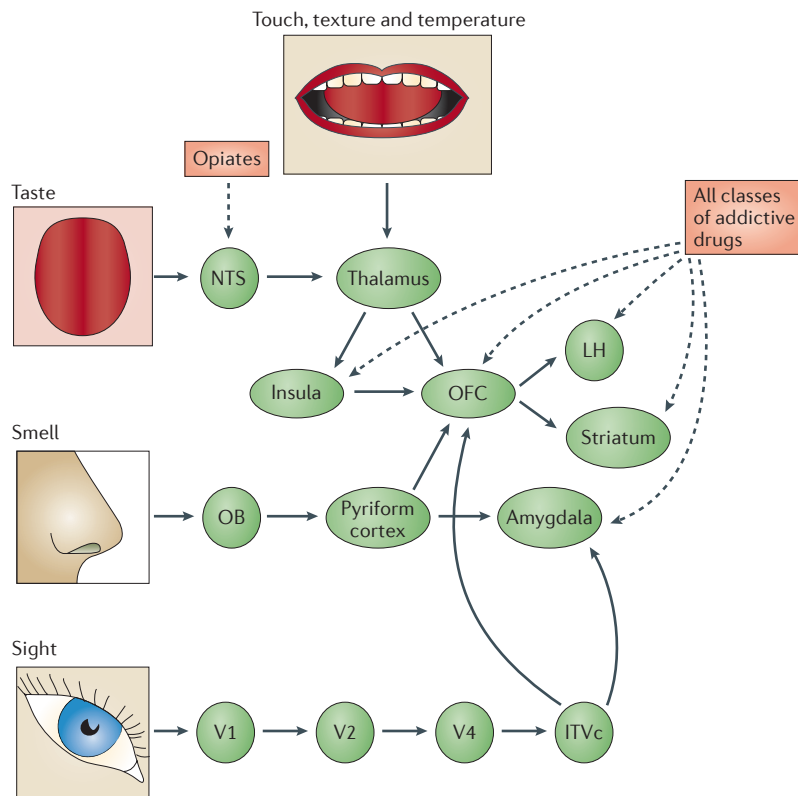 Touch, texture and temperature
Opiates
Taste
All classes
of addictive
drugs
NTS
Thalamus
LH
Insula
OFC
Striatum
Smell
OB
Pyriform
cortex
Amygdala
Sight
V1
V2
V4
ITVc